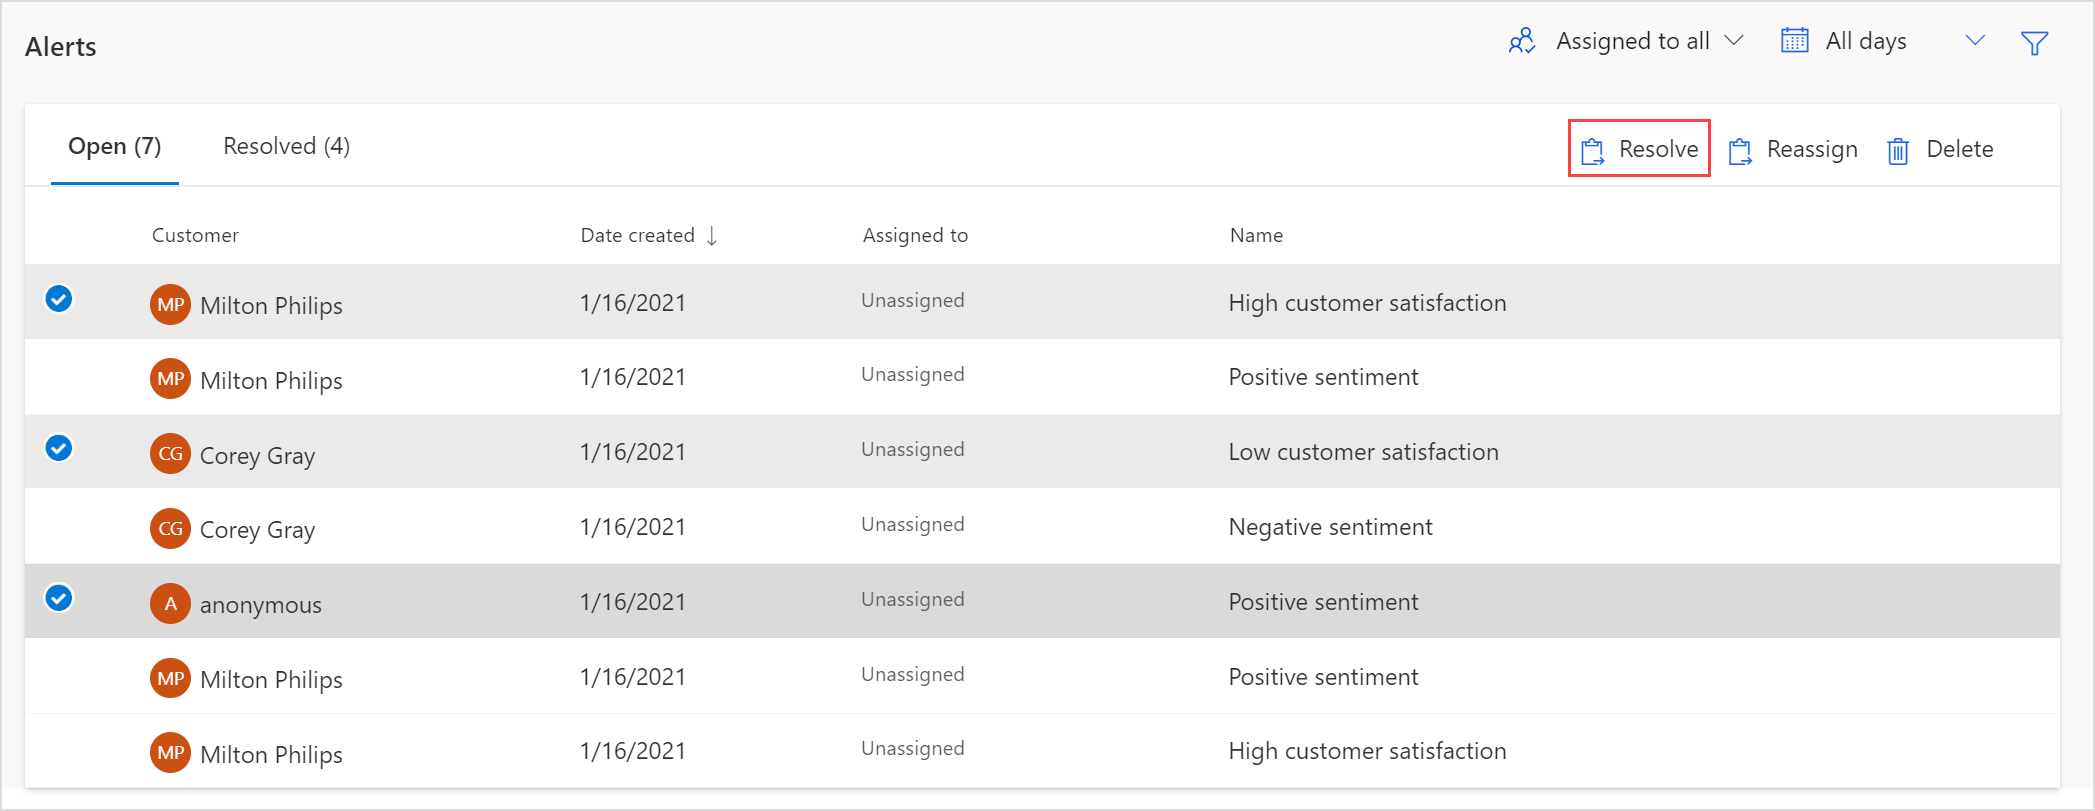 Alerts
Assigned to all
All days
Open (7)
Resolved (4)
Resolve
Reassign
Delete
Customer Date created Assigned to Name
MP Milton Philips 1/16/2021 Unassigned High customer satisfaction
MP Milton Philips 1/16/2021 Unassigned Positive sentiment
CG Corey Gray 1/16/2021 Unassigned Low customer satisfaction
CG Corey Gray 1/16/2021 Unassigned Negative sentiment
A anonymous 1/16/2021 Unassigned Positive sentiment
MP Milton Philips 1/16/2021 Unassigned Positive sentiment
MP Milton Philips 1/16/2021 Unassigned High customer satisfaction